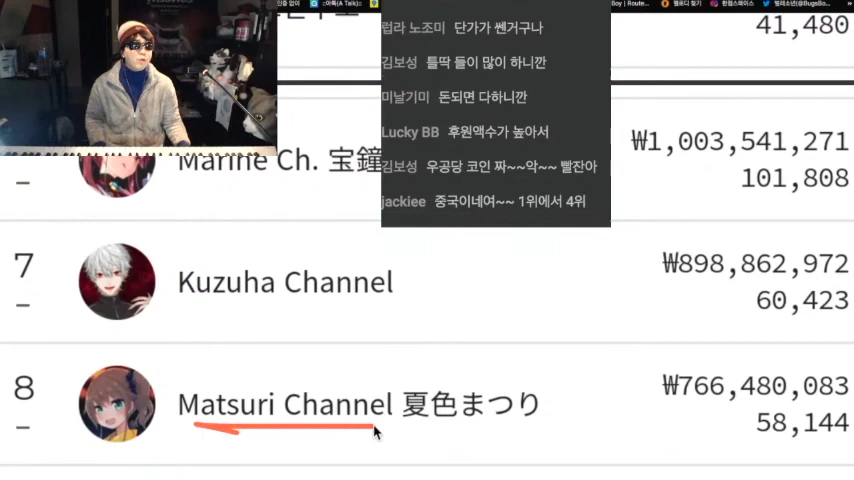 41,480
럽라 노조미 단가가 쎈거구나
김보성 틀딱 들이 많이 하니깐
미날기미 돈되면 다하니깐
Lucky BB 후원액수가 높아서
김보성 우공당 코인 짜~~악~~ 빨잔아
jackiee 중국이네여~~ 1위에서 4위
Marine Ch. 宝鐘
₩1,003,541,271
101,808
7
Kuzuha Channel
₩898,862,972
60,423
8
Matsuri Channel 夏色まつり
₩766,480,083
58,144